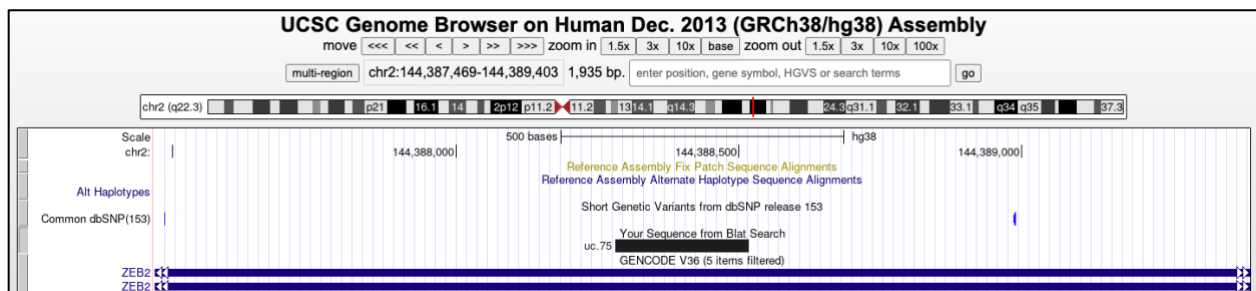 UCSC Genome Browser on Human Dec. 2013 (GRCh38/hg38) Assembly
move <<< << < > >> >>> zoom in 1.5x 3x 10x base zoom out 1.5x 3x 10x 100x
multi-region chr2:144,387,469-144,389,403 1,935 bp. enter position, gene symbol, HGVS or search terms go
chr2 (q22.3) p21 16.1 14 2p12 p11.2 11.2 13 14.1 q14.3 24.3 q31.1 32.1 33.1 q34 q35 37.3
Scale 500 bases hg38
chr2: 144,388,000 144,388,500 144,389,000
Reference Assembly Fix Patch Sequence Alignments
Reference Assembly Alternate Haplotype Sequence Alignments
Alt Haplotypes
Short Genetic Variants from dbSNP release 153
Common dbSNP(153)
Your Sequence from Blat Search
uc.75
GENCODE V36 (5 items filtered)
ZEB2
ZEB2